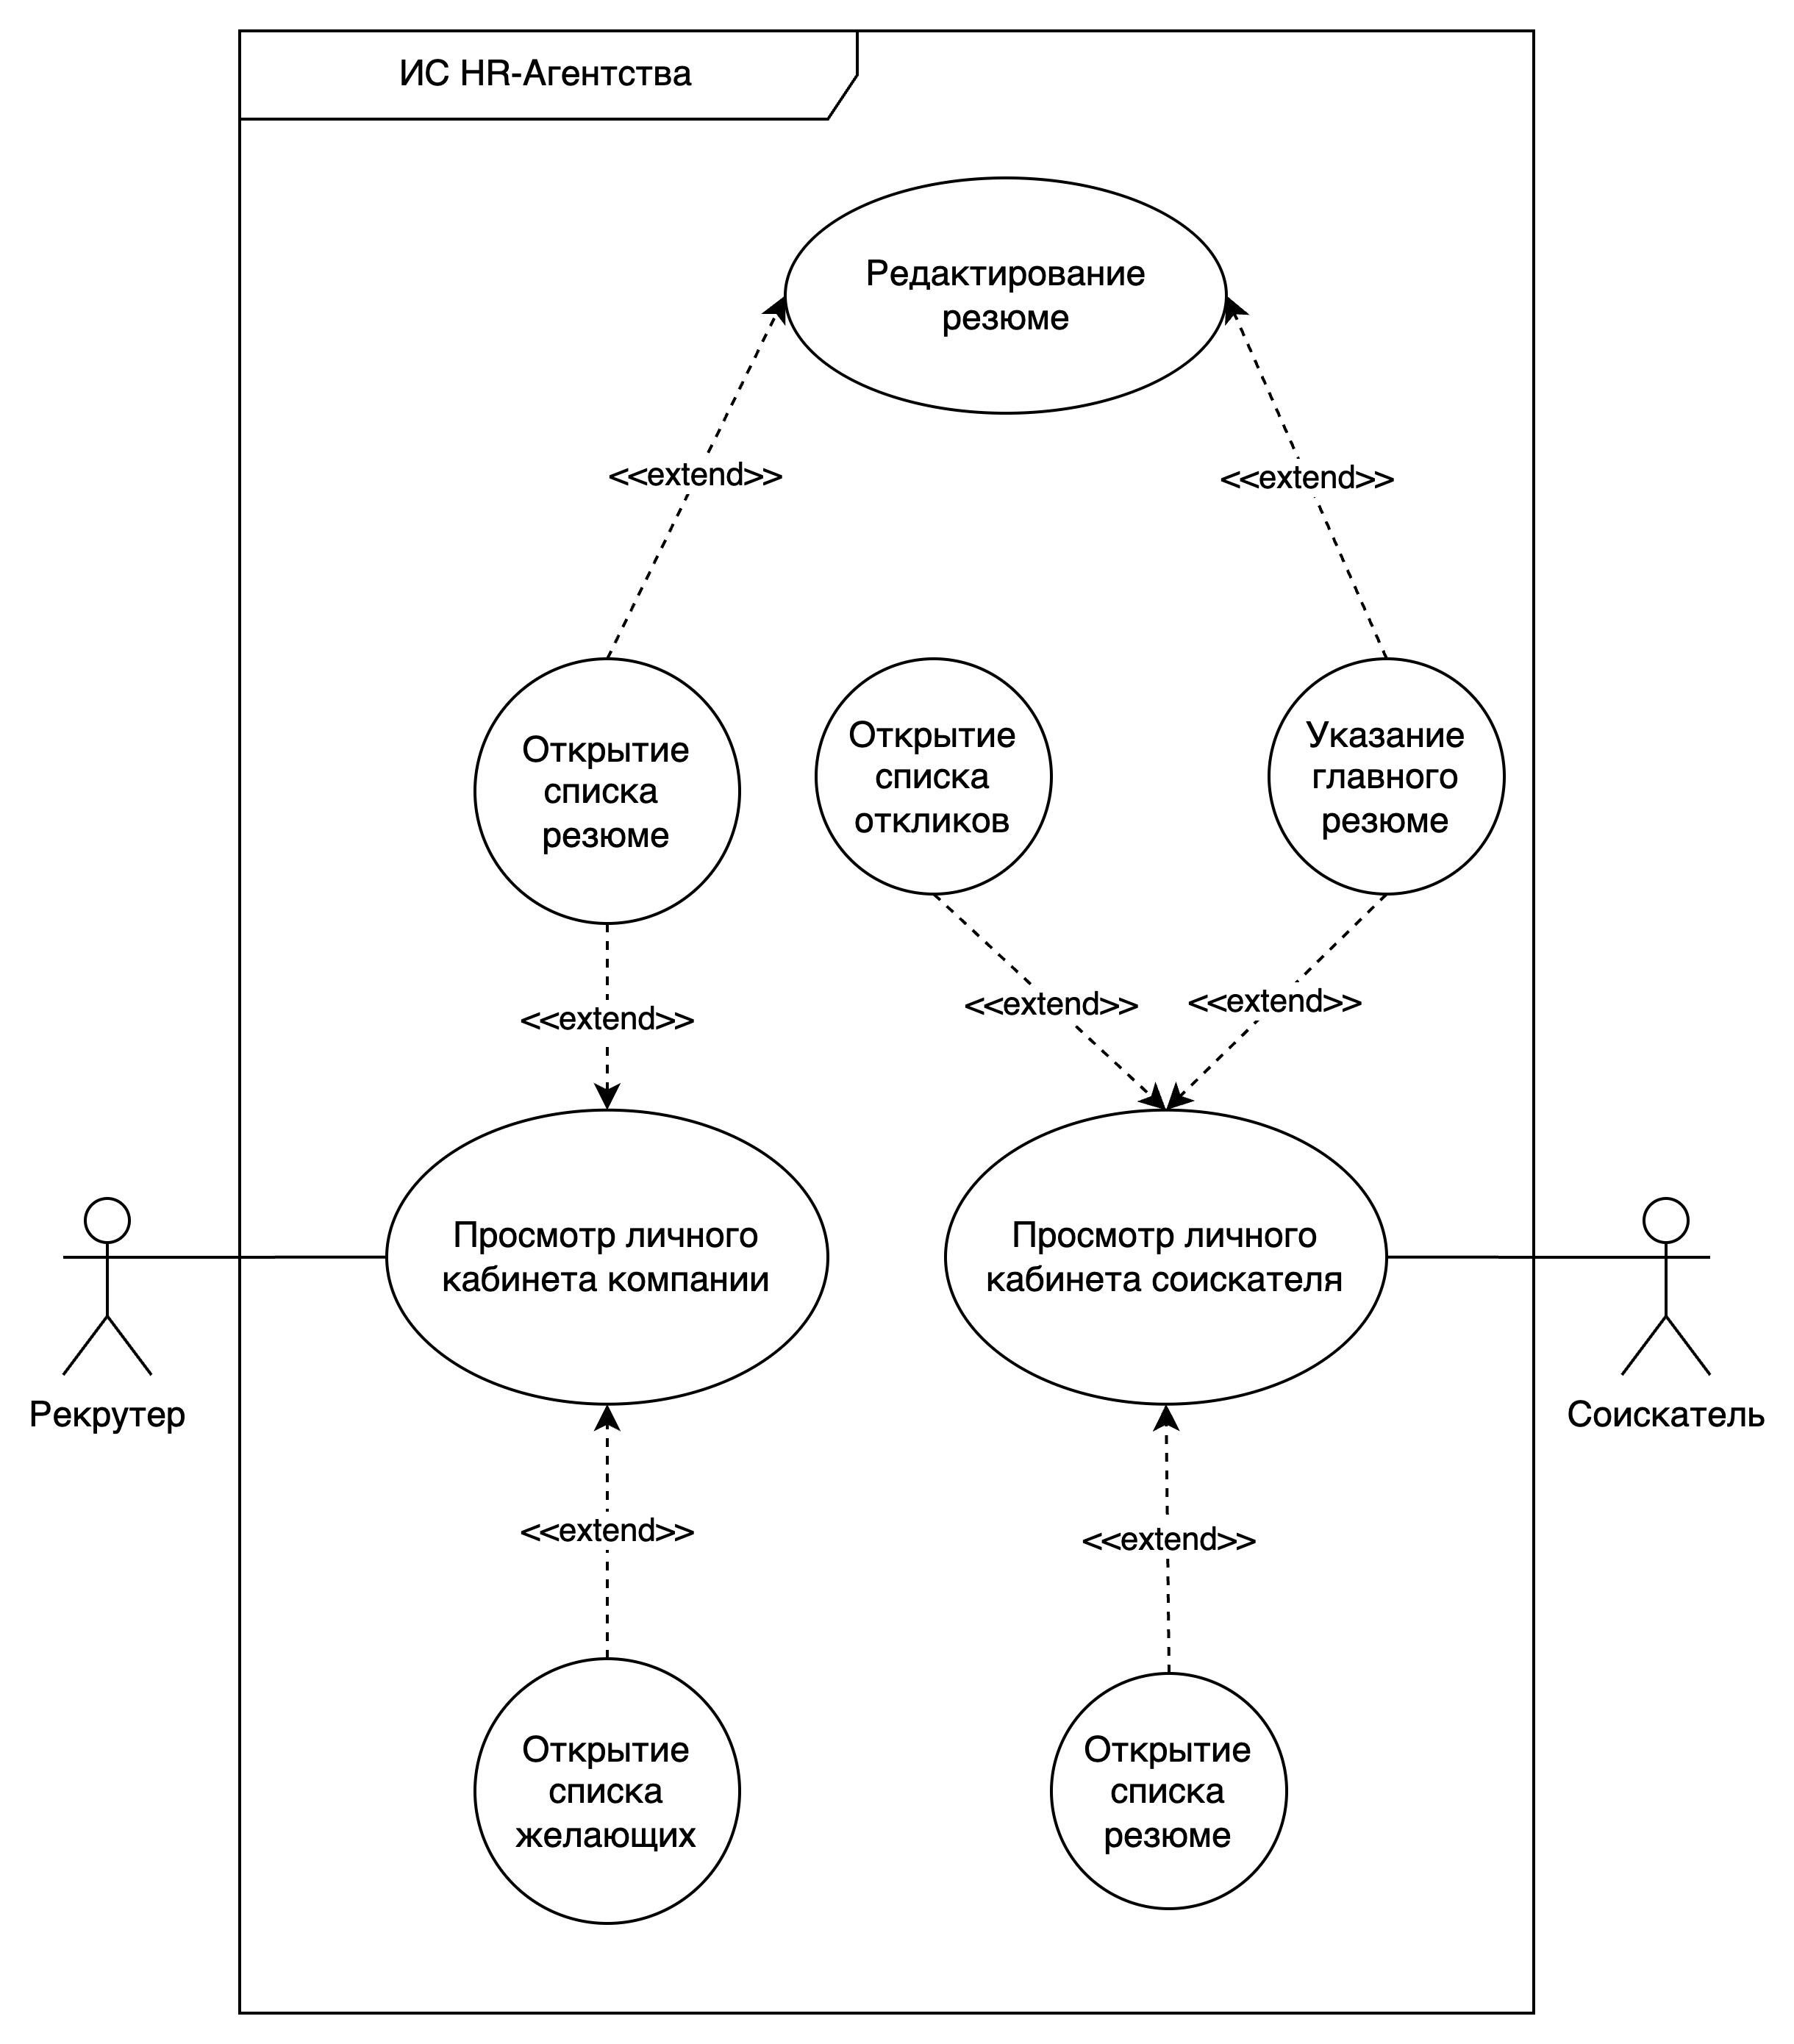 ИС HR-Агентства
Редактирование
резюме
<<extend>>
<<extend>>
Открытие
списка
резюме
Открытие
списка
откликов
Указание
главного
резюме
<<extend>>
<<extend>>
<<extend>>
Просмотр личного
кабинета компании
Просмотр личного
кабинета соискателя
Рекрутер
Соискатель
<<extend>>
<<extend>>
Открытие
списка
желающих
Открытие
списка
резюме